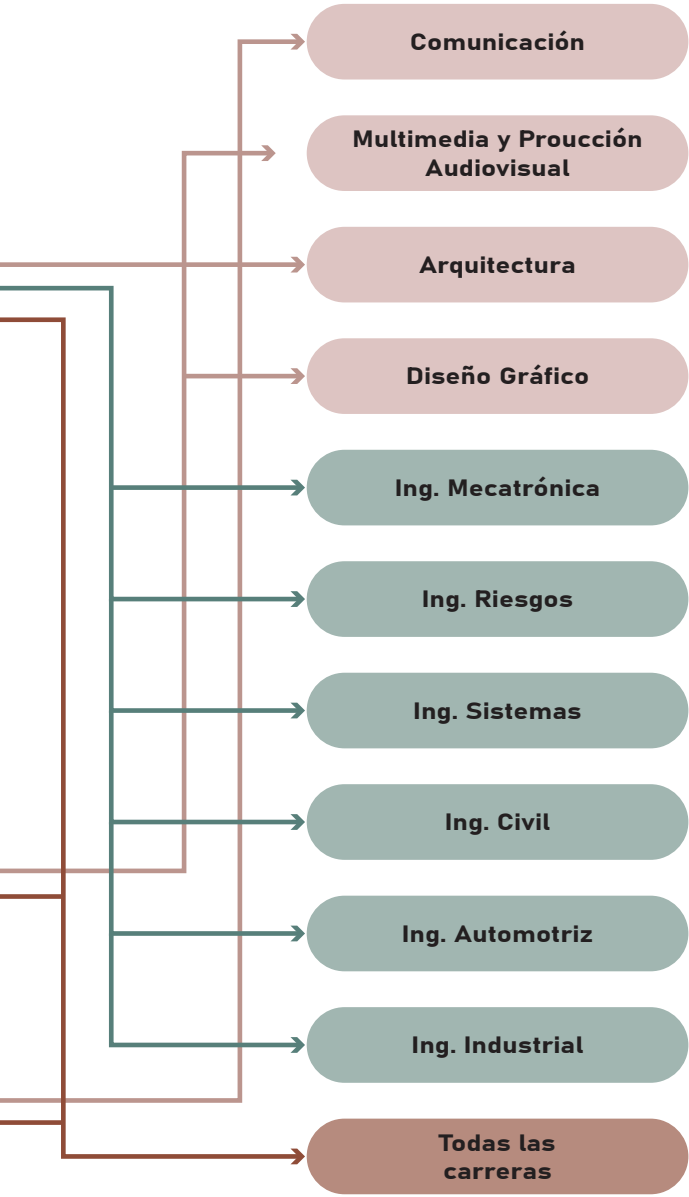 Comunicación
Multimedia y Proucción
Audiovisual
Arquitectura
Diseño Gráfico
Ing. Mecatrónica
Ing. Riesgos
Ing. Sistemas
Ing. Civil
Ing. Automotriz
Ing. Industrial
Todas las
carreras